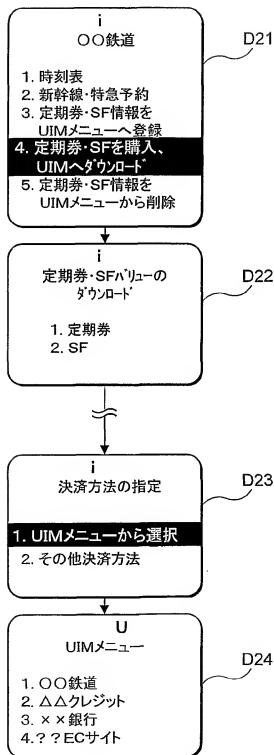 i
〇〇鉄道
D21
1. 時刻表
2. 新幹線・特急予約
3. 定期券・SF情報を
UIMメニューへ登録
4. 定期券・SFを購入、
UIMへダウンロード
5. 定期券・SF情報を
UIMメニューから削除
i
定期券・SFバリューの
ダウンロード
D22
1. 定期券
2. SF
i
決済方法の指定
D23
1. UIMメニューから選択
2. その他決済方法
U
UIMメニュー
D24
1. 〇〇鉄道
2. △△クレジット
3. ××銀行
4. ??ECサイト